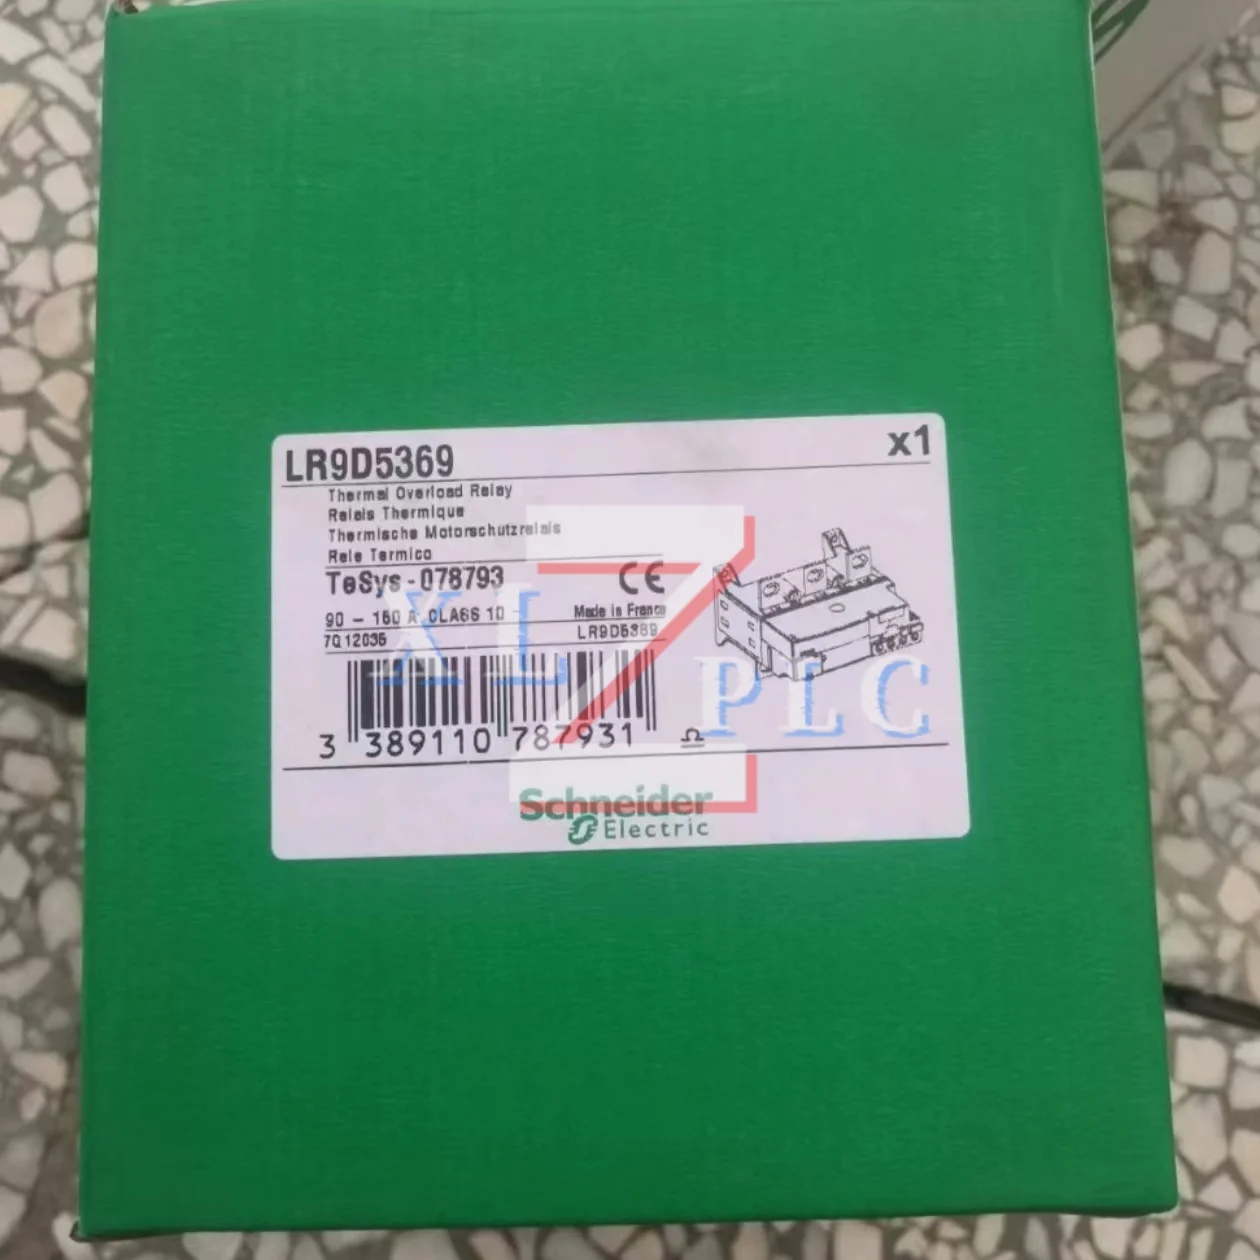 LR9D5369 x1
Thermal Overload Relay
Relais Thermique
Thermische Motorschutzrelais
Rele Termico
TeSys - 078793 CE
90 - 150 A CLASS 10 Made in France
7Q12035 LR9D5369
3 389110 787931
XLZ PLC
Schneider
Electric